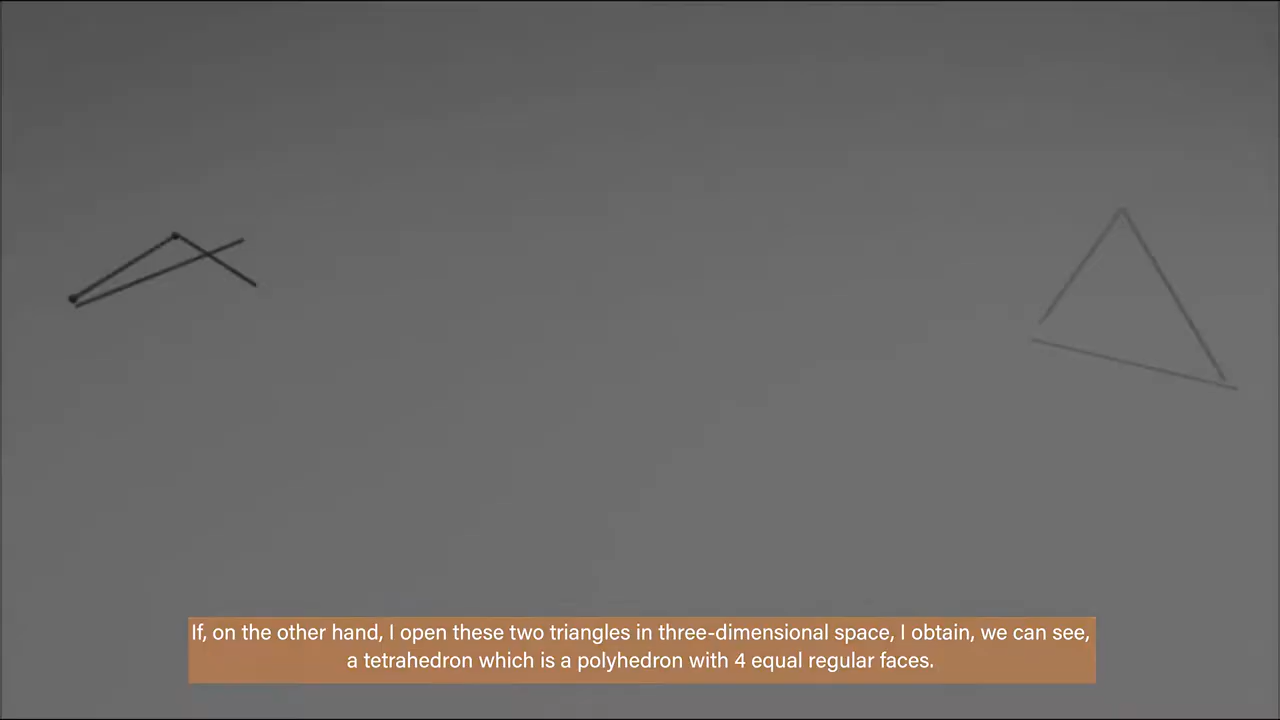 If, on the other hand, I open these two triangles in three-dimensional space, I obtain, we can see,
a tetrahedron which is a polyhedron with 4 equal regular faces.